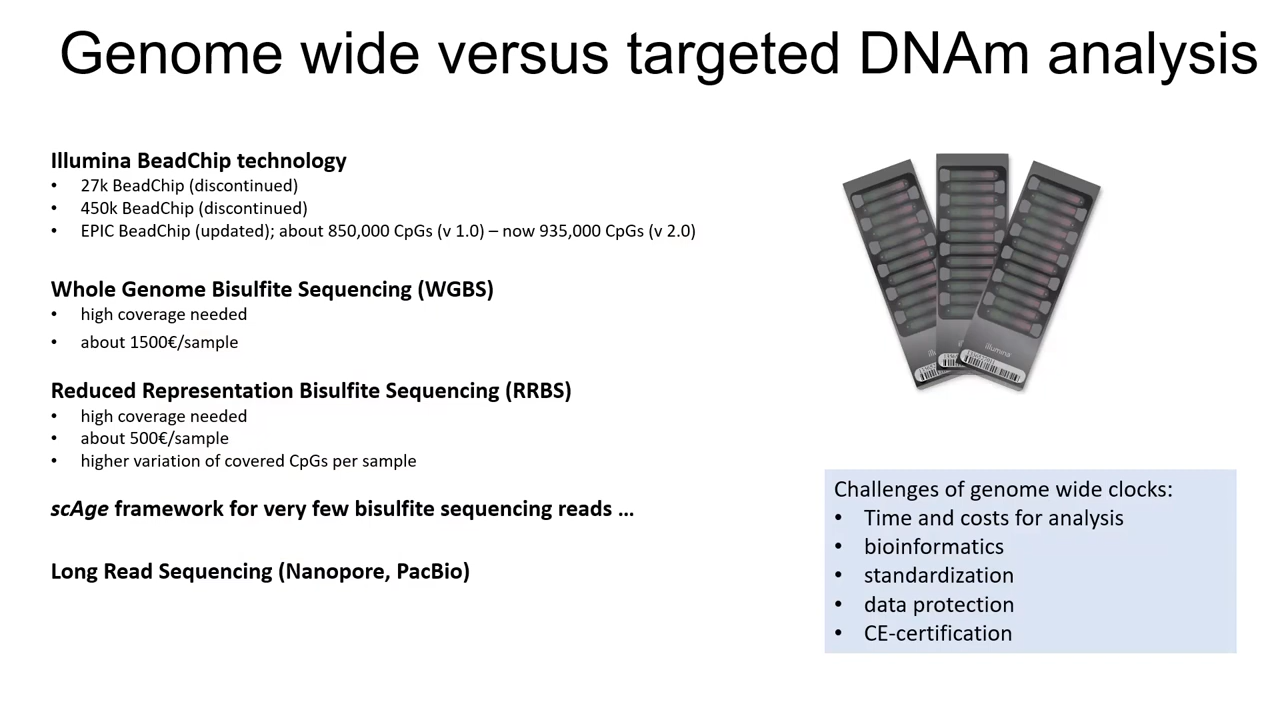 Genome wide versus targeted DNAm analysis
Illumina BeadChip technology
• 27k BeadChip (discontinued)
• 450k BeadChip (discontinued)
• EPIC BeadChip (updated); about 850,000 CpGs (v 1.0) – now 935,000 CpGs (v 2.0)
Whole Genome Bisulfite Sequencing (WGBS)
• high coverage needed
• about 1500€/sample
Reduced Representation Bisulfite Sequencing (RRBS)
• high coverage needed
• about 500€/sample
• higher variation of covered CpGs per sample
scAge framework for very few bisulfite sequencing reads ...
Long Read Sequencing (Nanopore, PacBio)
illumina
Challenges of genome wide clocks:
• Time and costs for analysis
• bioinformatics
• standardization
• data protection
• CE-certification